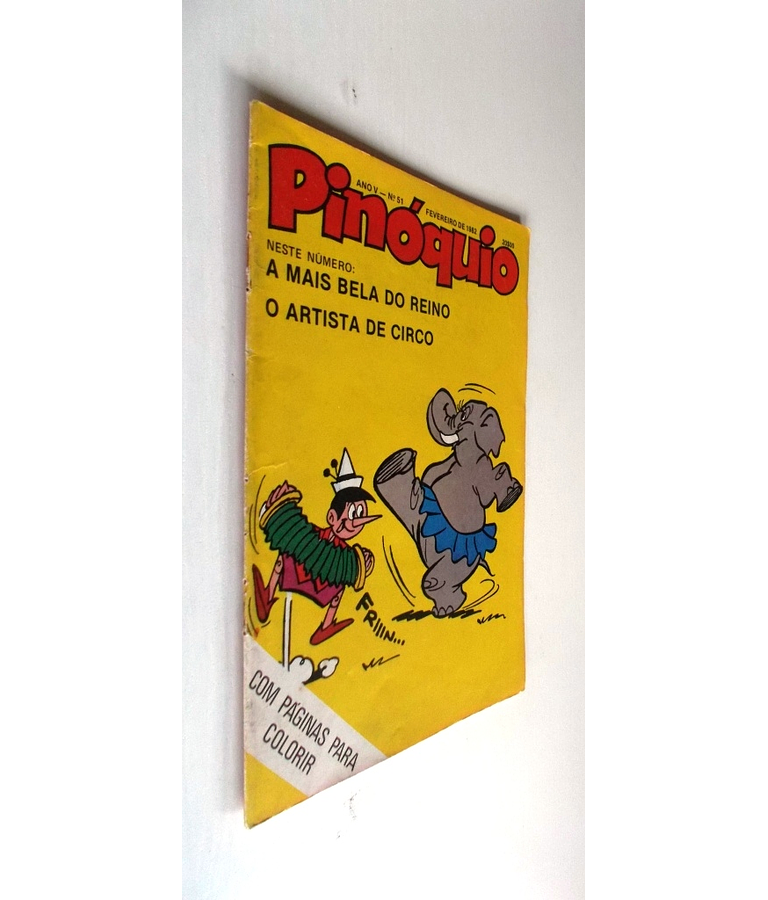 Pinóquio
ANO V — Nº 51
FEVEREIRO DE 1982
NESTE NÚMERO:
A MAIS BELA DO REINO
O ARTISTA DE CIRCO
FRIIIN...
COM PÁGINAS PARA
COLORIR